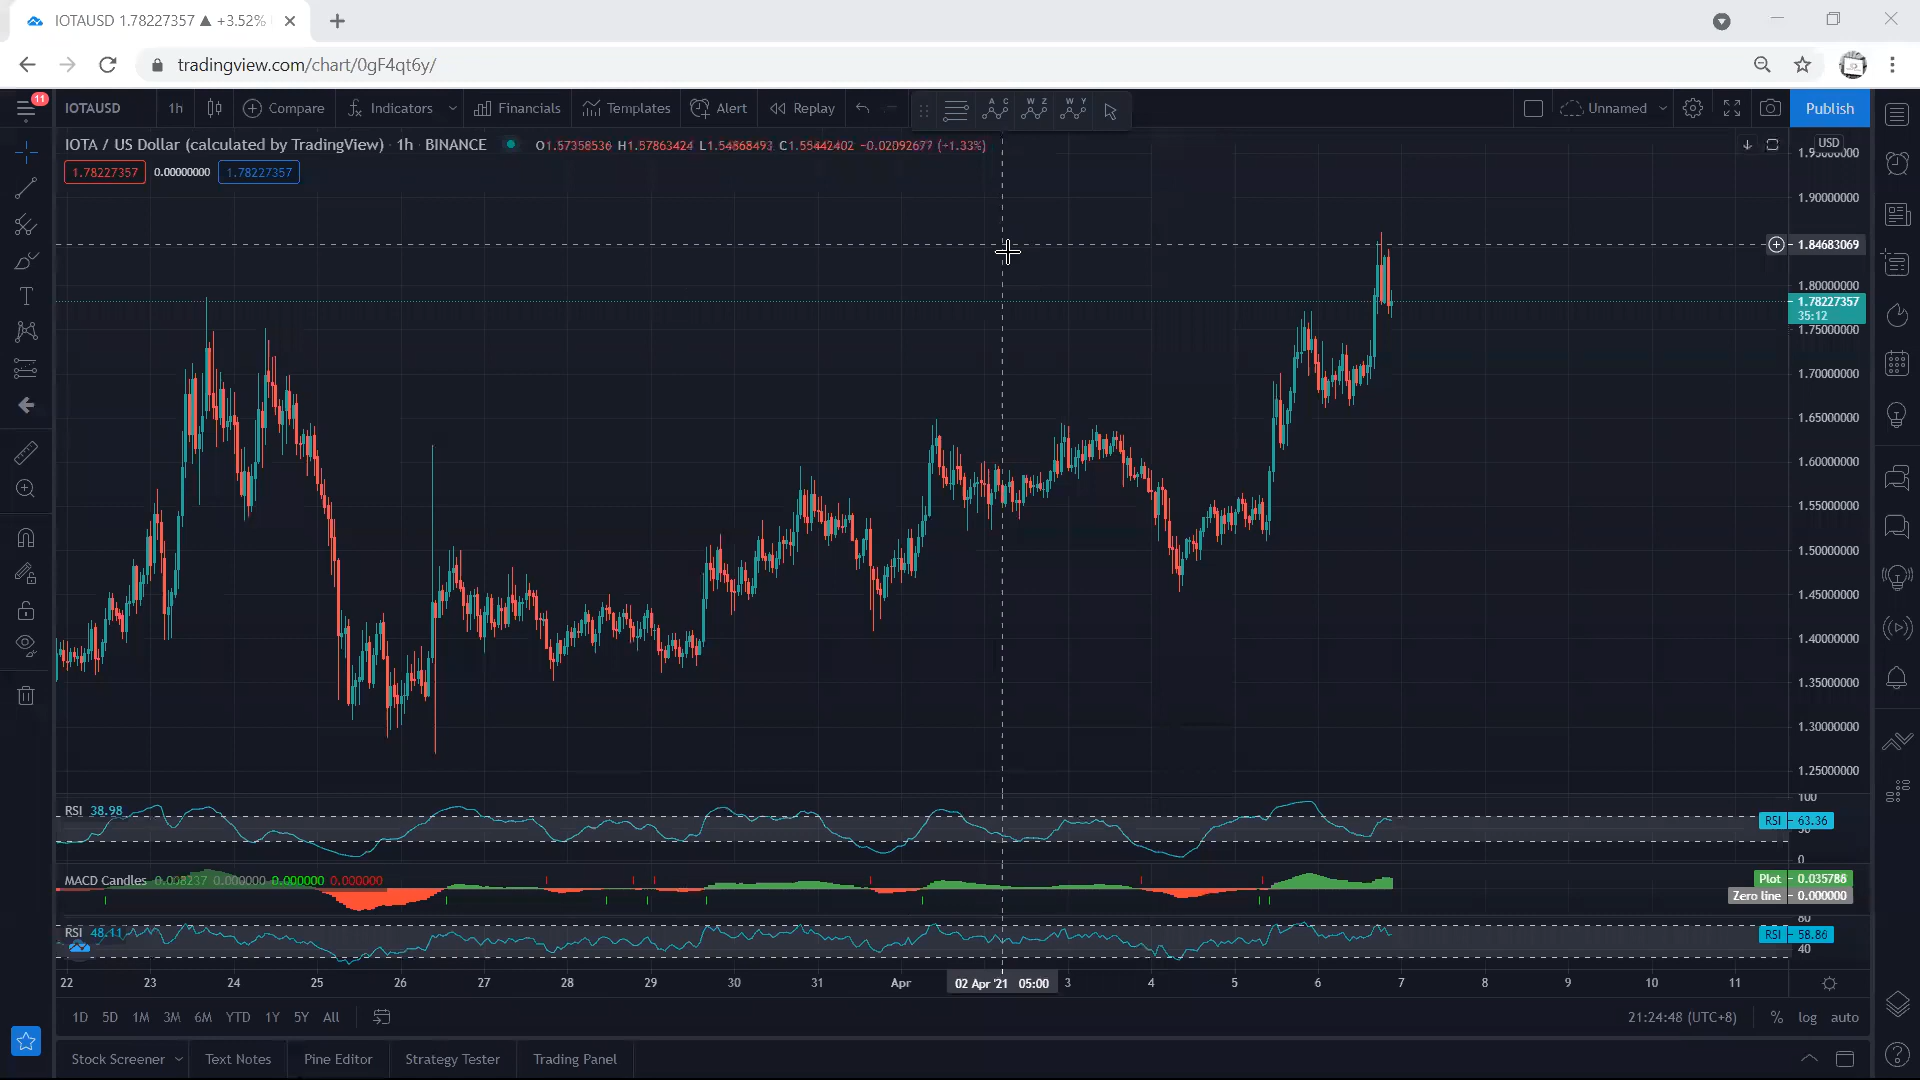 IOTAUSD 1.78227357 ▲ +3.52%
tradingview.com/chart/0gF4qt6y/
11
IOTAUSD 1h Compare Indicators Financials Templates Alert Replay A C W Z W Y Unnamed Publish
IOTA / US Dollar (calculated by TradingView) · 1h · BINANCE O1.57358536 H1.57863424 L1.54868493 C1.55442402 −0.02092677 (−1.33%)
USD
1.78227357 0.00000000 1.78227357
1.90000000
1.84683069
1.80000000
1.78227357
35:12
1.75000000
1.70000000
1.65000000
1.60000000
1.55000000
1.50000000
1.45000000
1.40000000
1.35000000
1.30000000
1.25000000
100
RSI 38.98
RSI 63.36
0
MACD Candles 0.008237 0.000000 0.000000 0.000000
Plot 0.035786
Zero line 0.000000
80
RSI 48.11
RSI 58.86
40
22 23 24 25 26 27 28 29 30 31 Apr 02 Apr '21 05:00 3 4 5 6 7 8 9 10 11
1D 5D 1M 3M 6M YTD 1Y 5Y All 21:24:48 (UTC+8) % log auto
Stock Screener Text Notes Pine Editor Strategy Tester Trading Panel